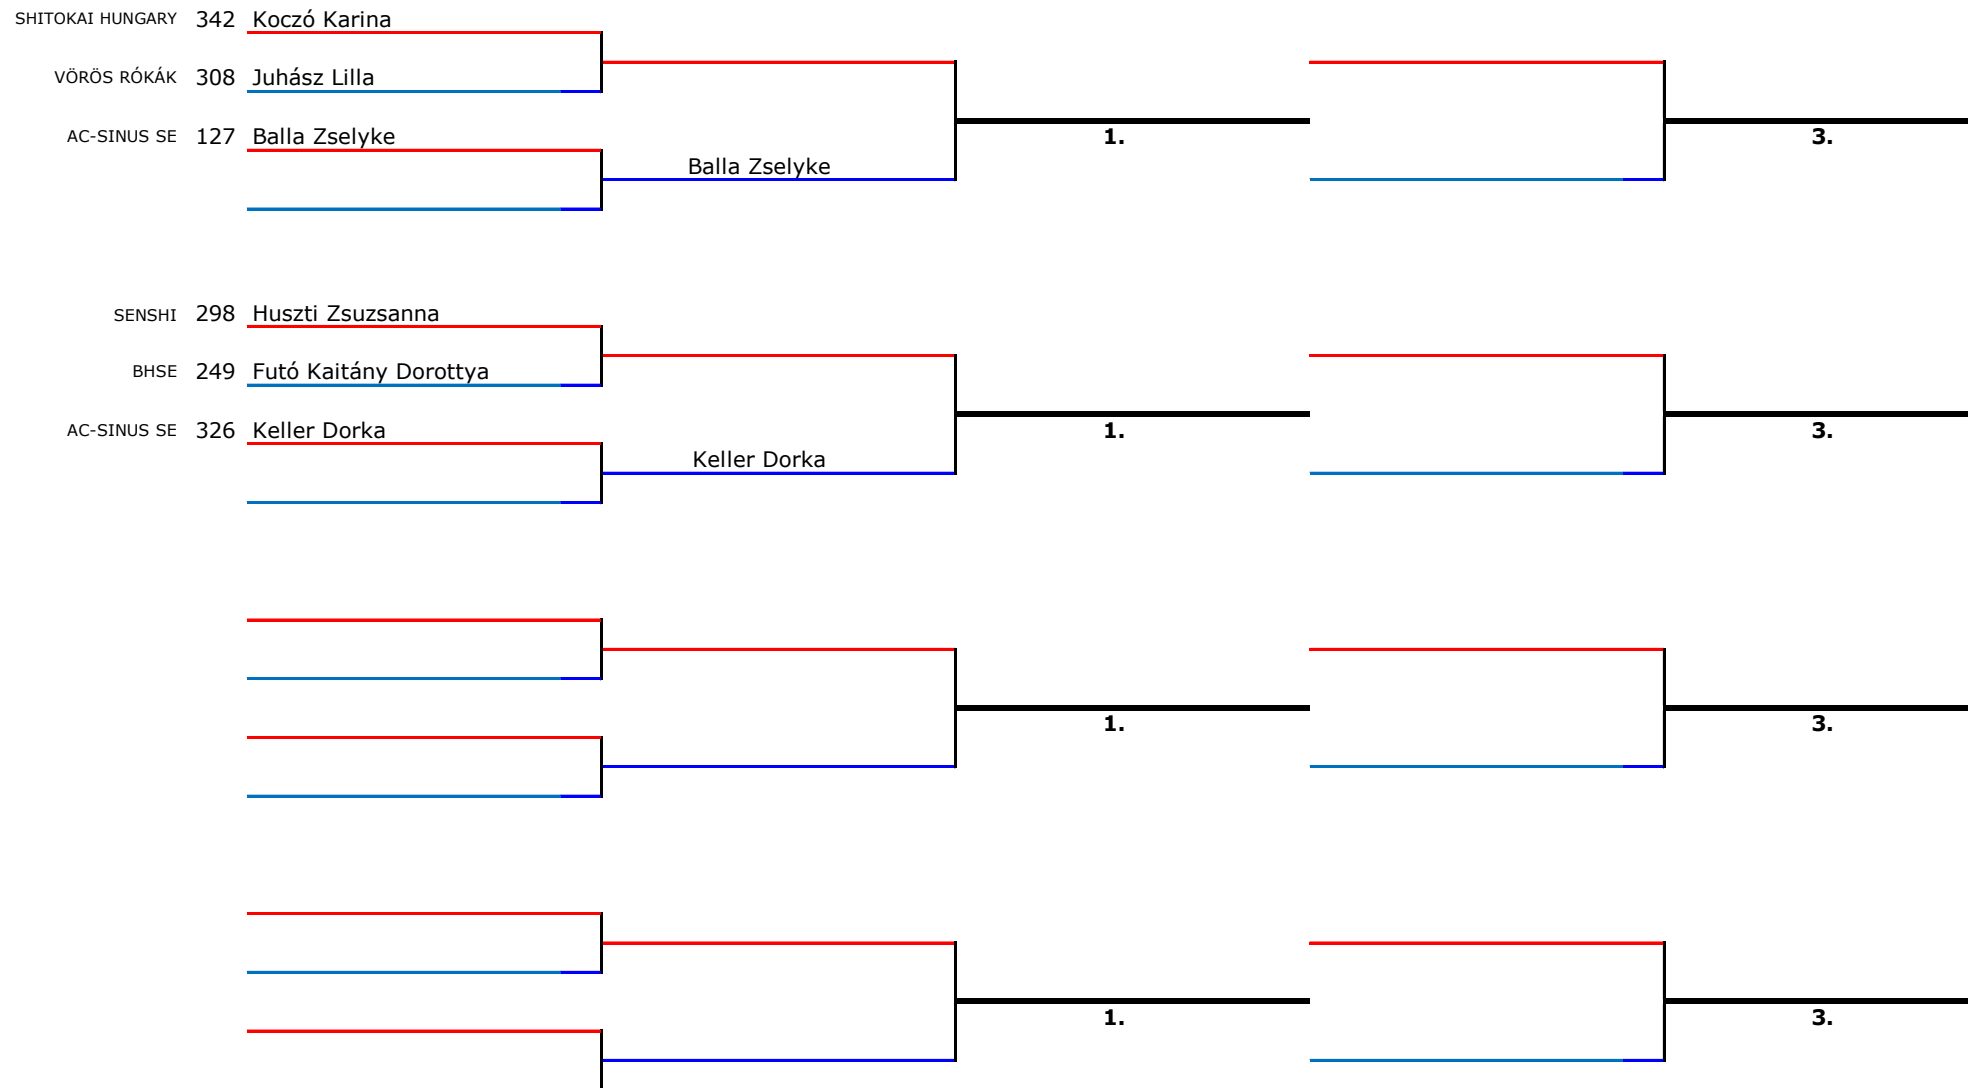 SHITOKAI HUNGARY 342 Koczó Karina
VÖRÖS RÓKÁK 308 Juhász Lilla
AC-SINUS SE 127 Balla Zselyke
1.
3.
Balla Zselyke
SENSHI 298 Huszti Zsuzsanna
BHSE 249 Futó Kaitány Dorottya
AC-SINUS SE 326 Keller Dorka
1.
3.
Keller Dorka
1.
3.
1.
3.